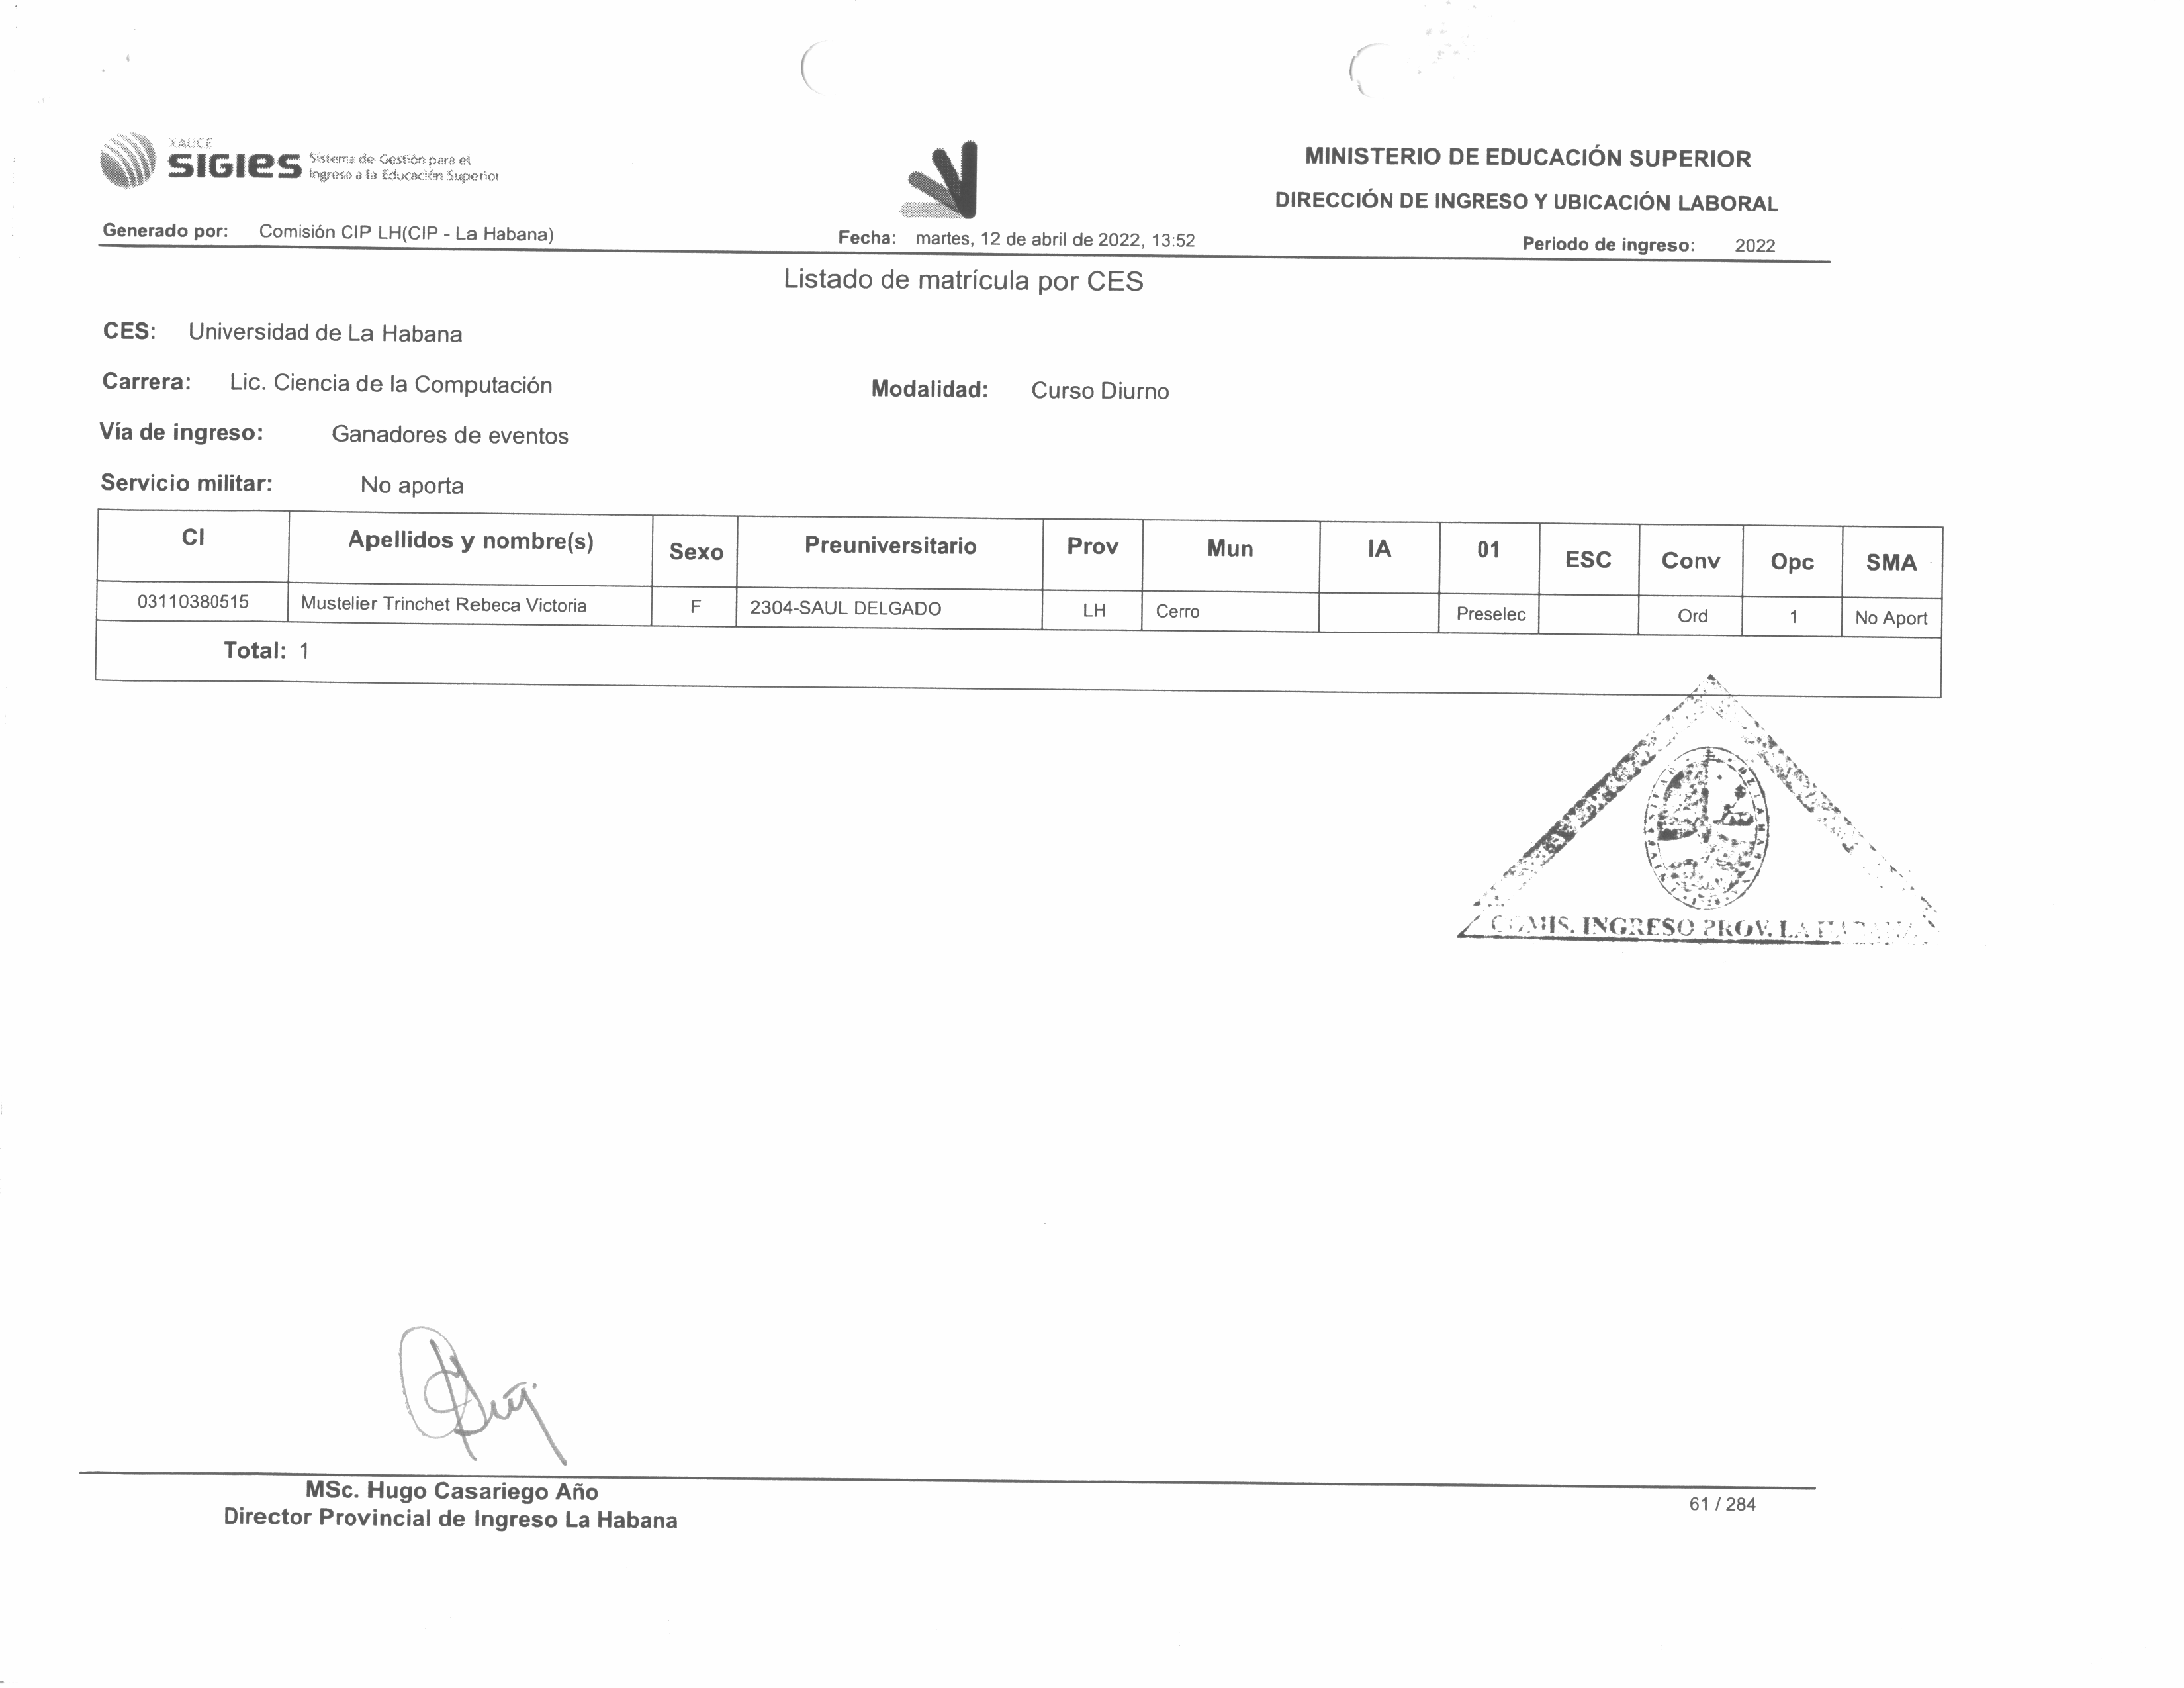 XAUCE
SIGIES Sistema de Gestión para el
Ingreso a la Educación Superior
MINISTERIO DE EDUCACIÓN SUPERIOR
DIRECCIÓN DE INGRESO Y UBICACIÓN LABORAL
Generado por: Comisión CIP LH(CIP - La Habana) Fecha: martes, 12 de abril de 2022, 13:52 Periodo de ingreso: 2022
Listado de matrícula por CES
CES: Universidad de La Habana
Carrera: Lic. Ciencia de la Computación Modalidad: Curso Diurno
Vía de ingreso: Ganadores de eventos
Servicio militar: No aporta
CI Apellidos y nombre(s) Sexo Preuniversitario Prov Mun IA 01 ESC Conv Opc SMA
03110380515 Mustelier Trinchet Rebeca Victoria F 2304-SAUL DELGADO LH Cerro Preselec Ord 1 No Aport
Total: 1
COMIS. INGRESO PROV. LA HABANA
MSc. Hugo Casariego Año
Director Provincial de Ingreso La Habana
61 / 284